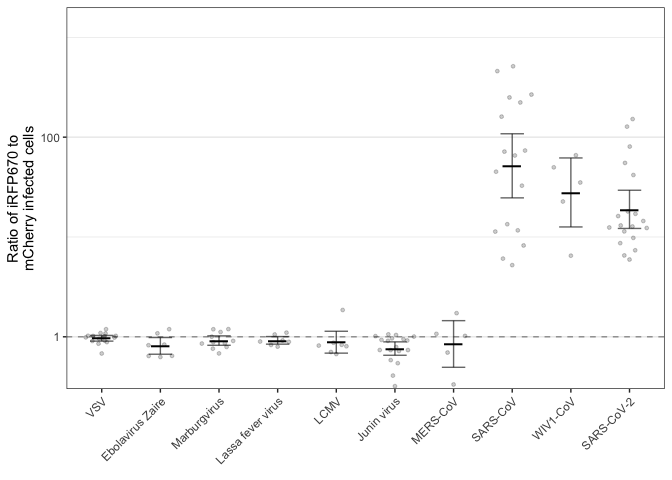 Ratio of iRFP670 to
mCherry infected cells
100
1
VSV
Ebolavirus Zaire
Marburgvirus
Lassa fever virus
LCMV
Junin virus
MERS-CoV
SARS-CoV
WIV1-CoV
SARS-CoV-2